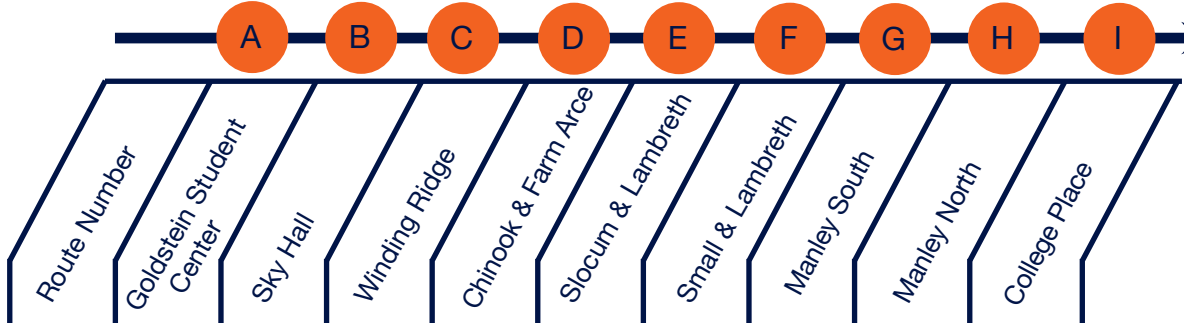 A B C D E F G H I
Route Number
Goldstein Student
Center
Sky Hall
Winding Ridge
Chinook & Farm Arce
Slocum & Lambreth
Small & Lambreth
Manley South
Manley North
College Place